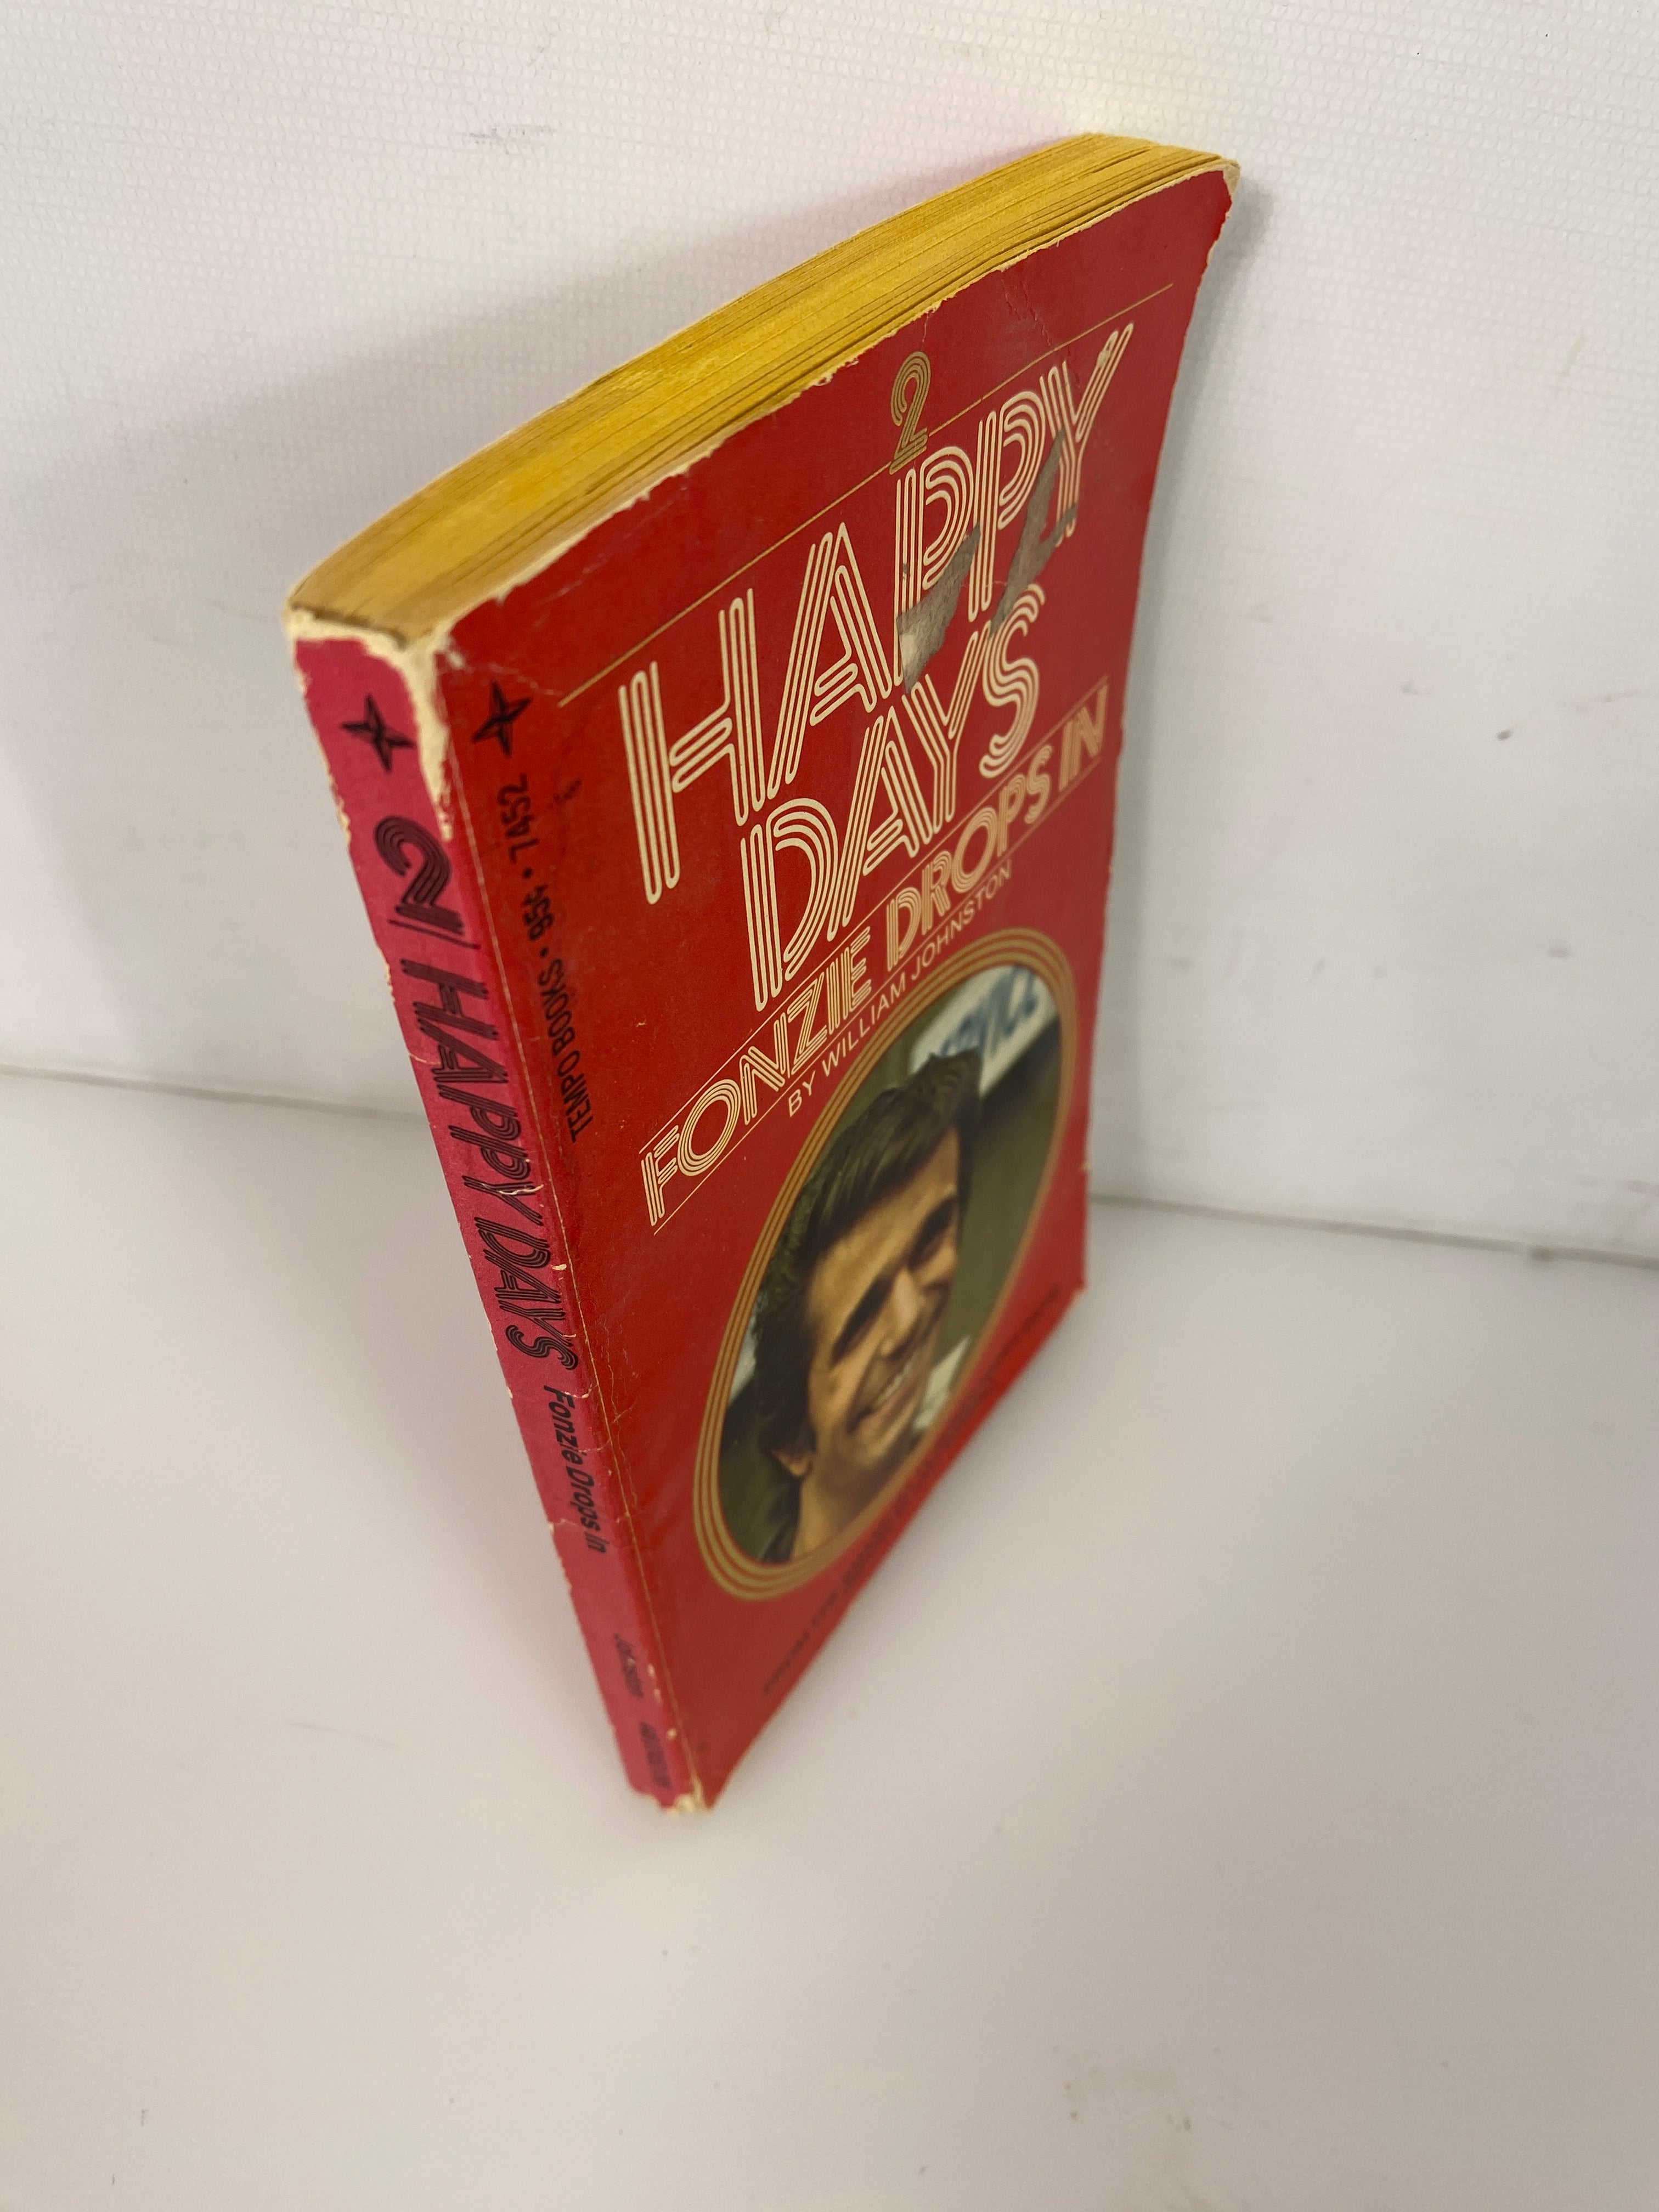 2
HAPPY
DAYS
FONZIE DROPS IN
BY WILLIAM JOHNSTON
TEMPO BOOKS • 95¢ • 7452
2 HAPPY DAYS Fonzie Drops In